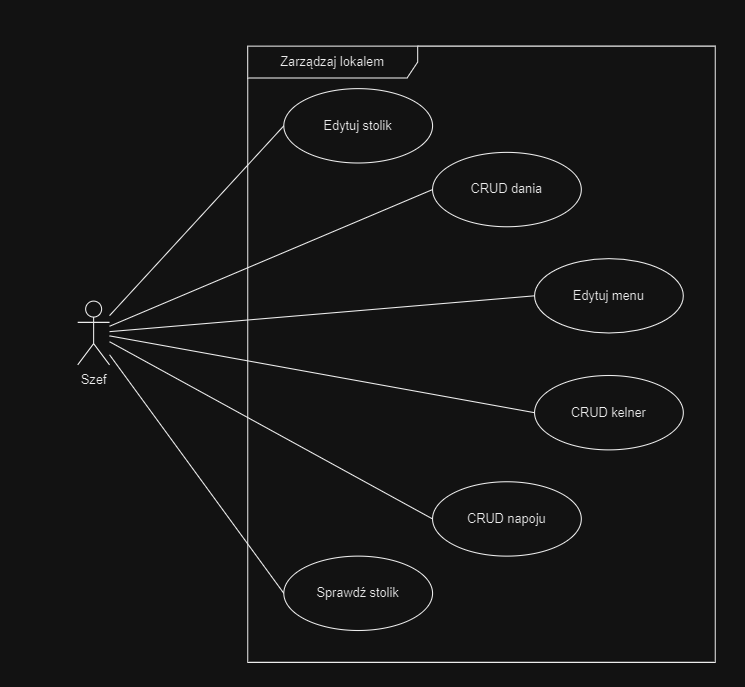 Zarządzaj lokalem
Edytuj stolik
CRUD dania
Edytuj menu
Szef
CRUD kelner
CRUD napoju
Sprawdź stolik